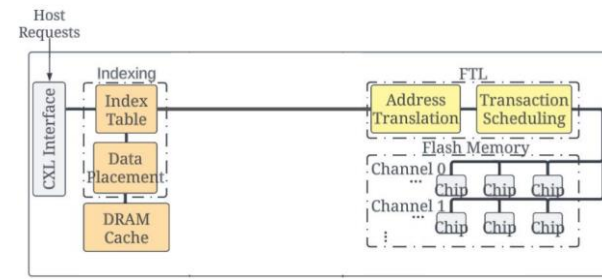 Host
Requests
CXL Interface
Indexing
Index
Table
Data
Placement
DRAM
Cache
FTL
Address
Translation
Transaction
Scheduling
Flash Memory
Channel 0
...
Chip Chip Chip
Channel 1
...
Chip Chip Chip
⋮